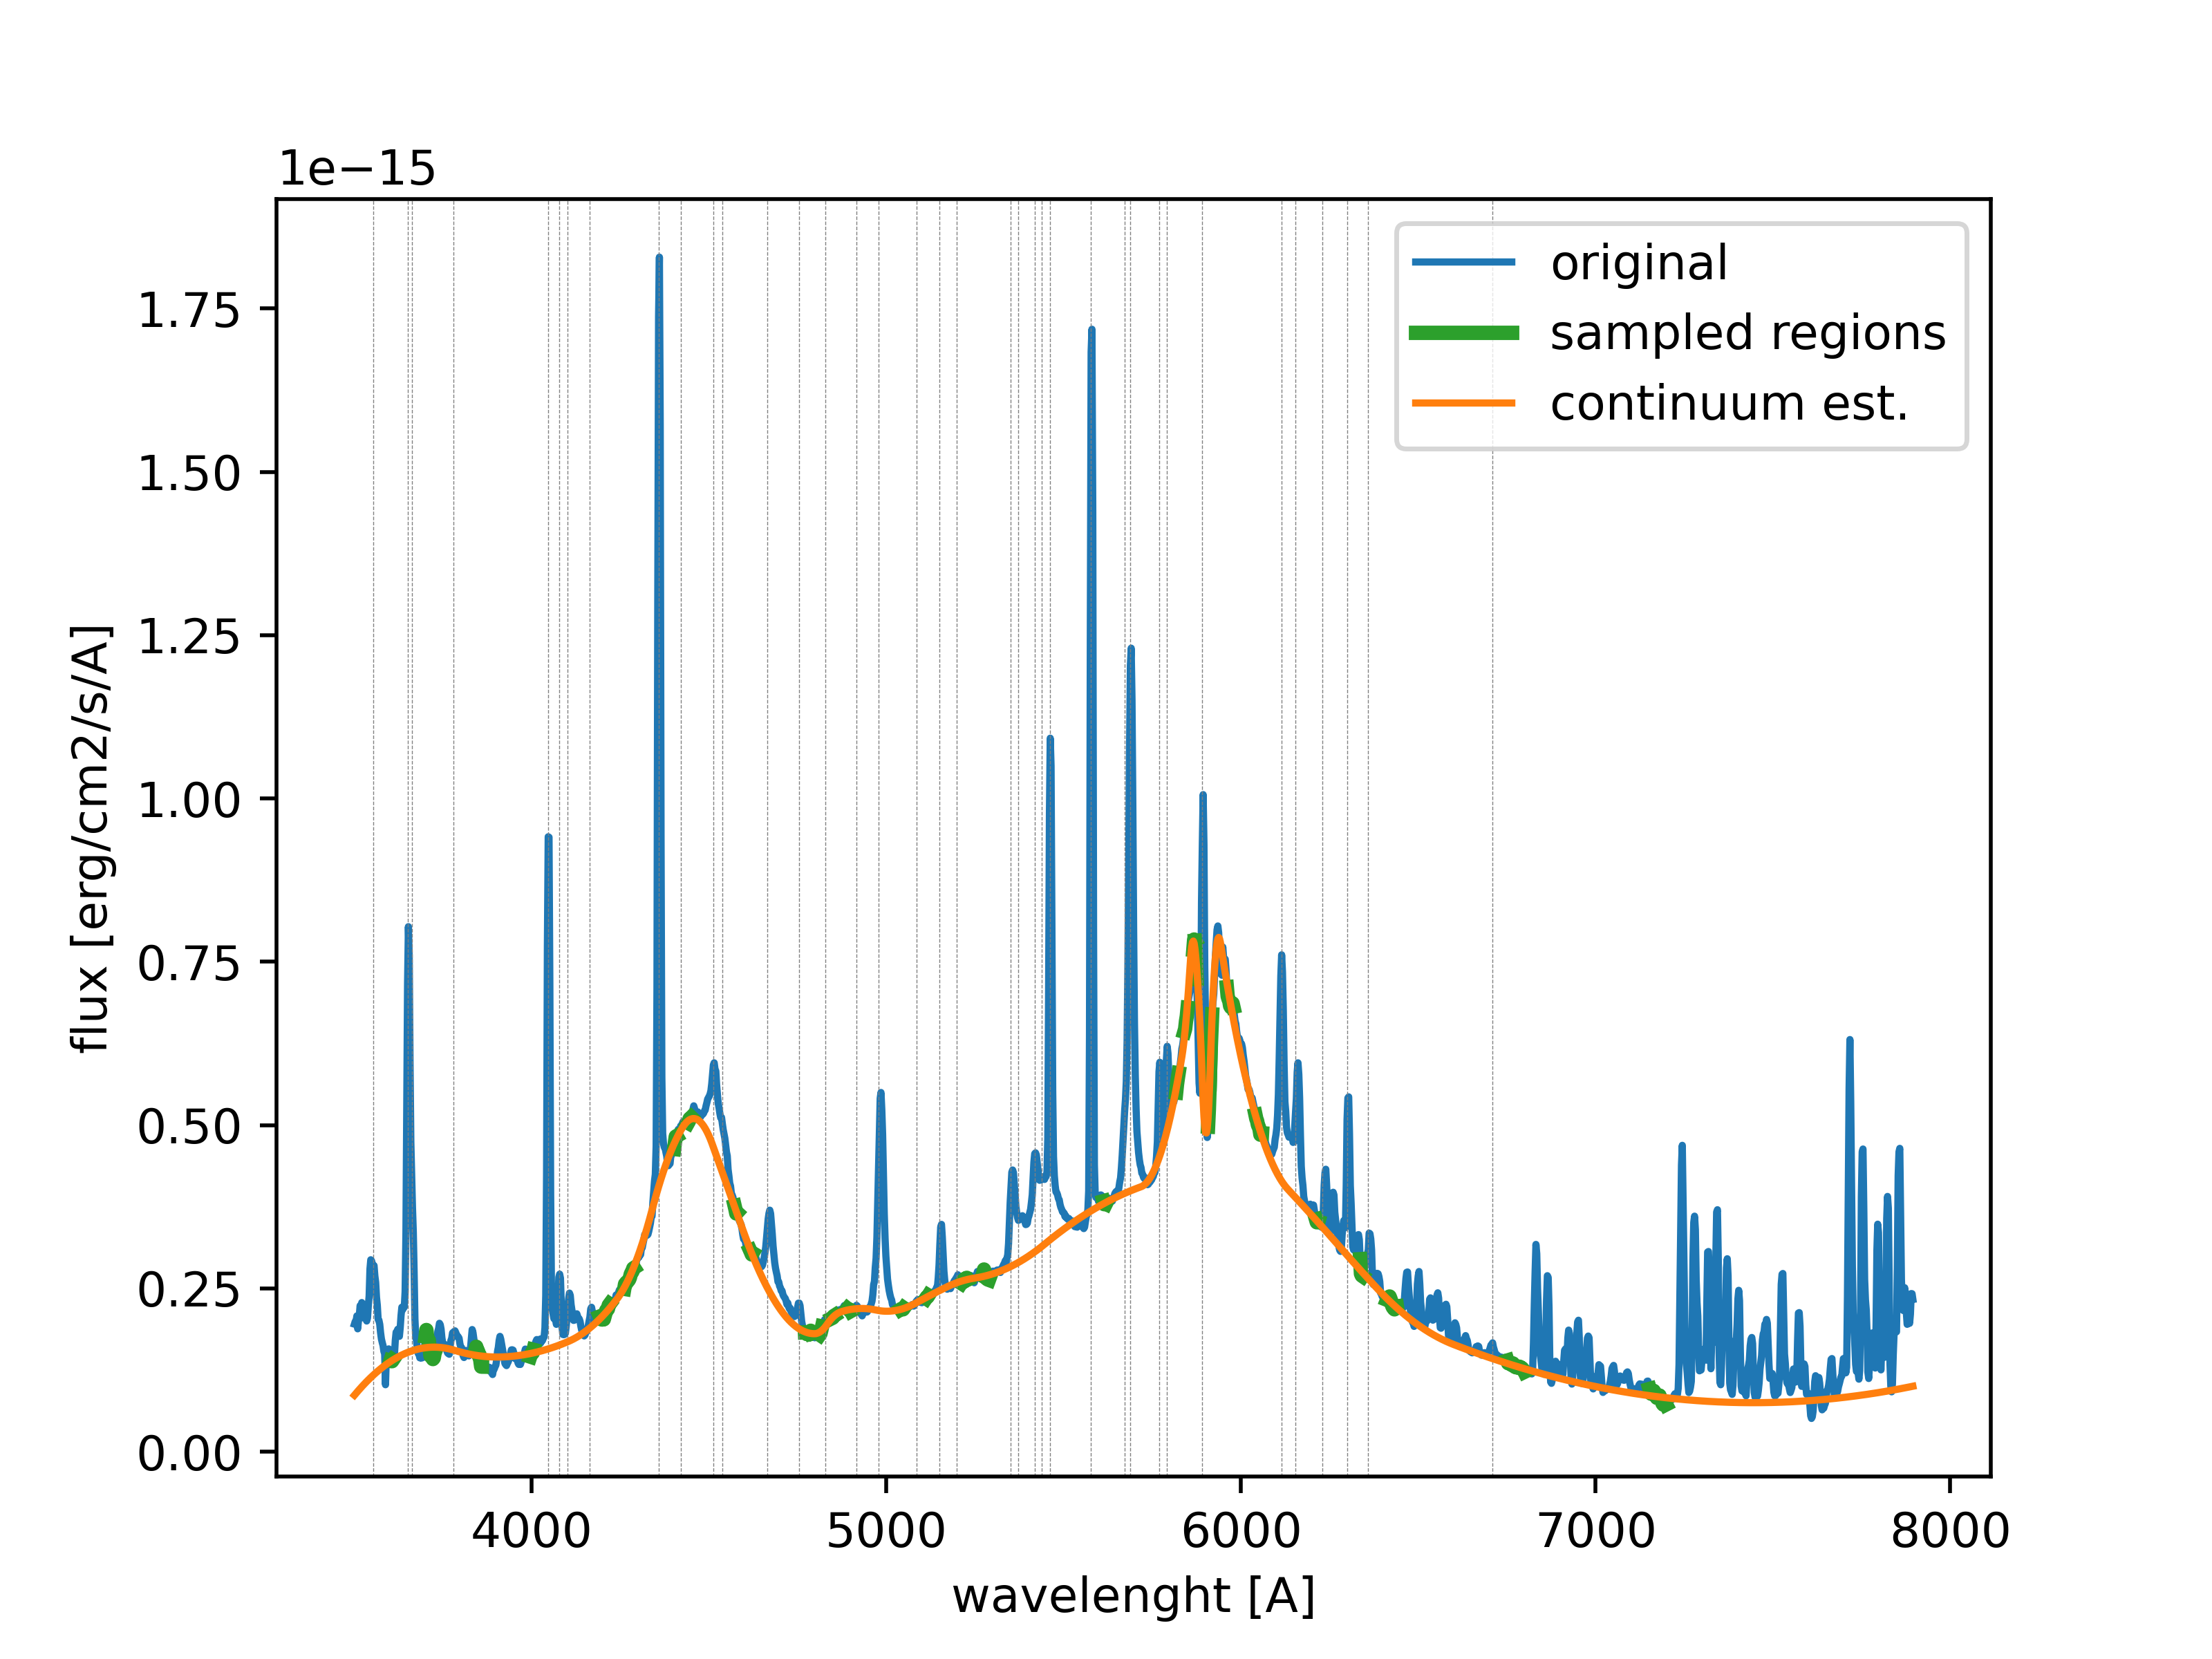 1e−15
original
sampled regions
continuum est.
1.75
1.50
1.25
1.00
0.75
0.50
0.25
0.00
flux [erg/cm2/s/A]
4000 5000 6000 7000 8000
wavelenght [A]